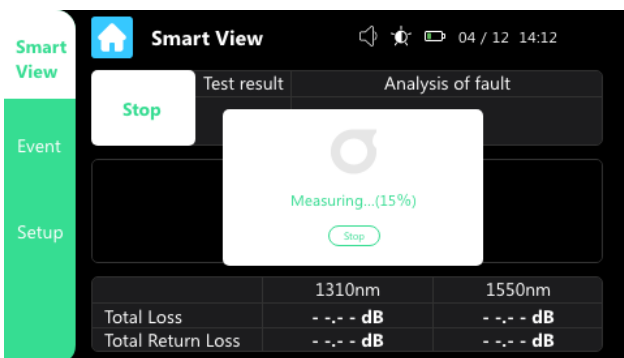 Smart View
Smart View 04 / 12 14:12
Event
Setup
Stop
Test result Analysis of fault
Measuring...(15%)
Stop
1310nm 1550nm
Total Loss - -.- - dB - -.- - dB
Total Return Loss - -.- - dB - -.- - dB